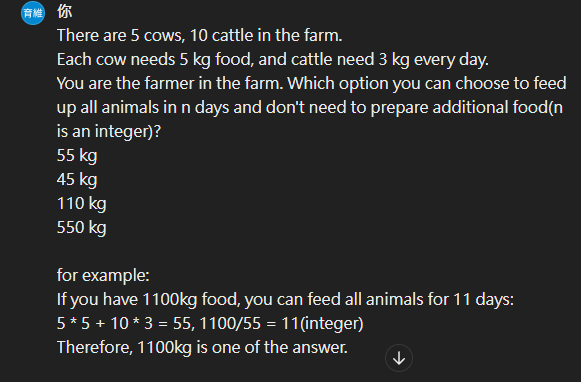 育維
你
There are 5 cows, 10 cattle in the farm.
Each cow needs 5 kg food, and cattle need 3 kg every day.
You are the farmer in the farm. Which option you can choose to feed
up all animals in n days and don't need to prepare additional food(n
is an integer)?
55 kg
45 kg
110 kg
550 kg
for example:
If you have 1100kg food, you can feed all animals for 11 days:
5 * 5 + 10 * 3 = 55, 1100/55 = 11(integer)
Therefore, 1100kg is one of the answer.